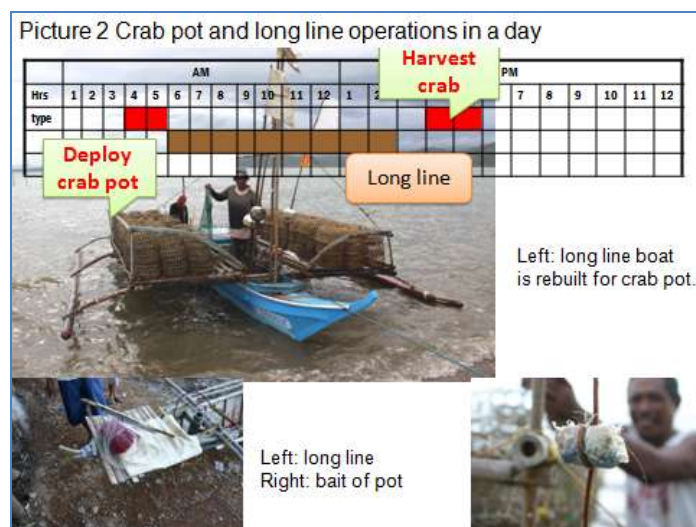 Picture 2 Crab pot and long line operations in a day
AM PM
Hrs 1 2 3 4 5 6 7 8 9 10 11 12 1 2 7 8 9 10 11 12
type
Harvest
crab
Deploy
crab pot
Long line
Left: long line boat
is rebuilt for crab pot.
Left: long line
Right: bait of pot